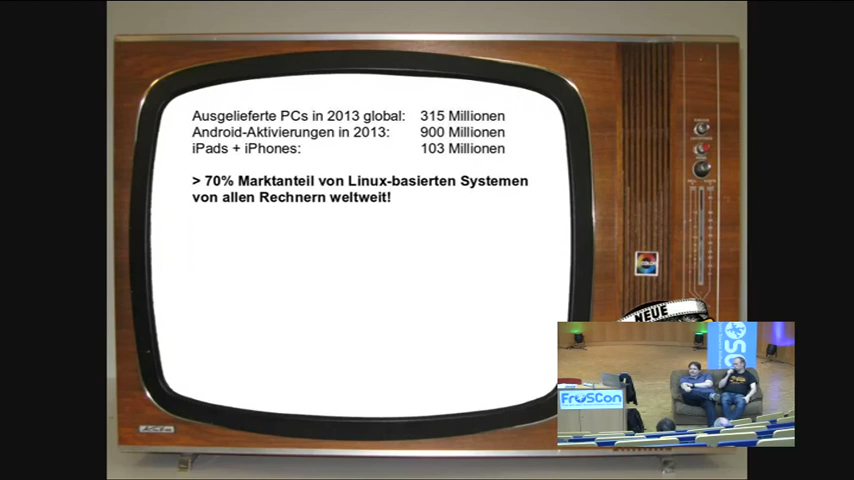 Ausgelieferte PCs in 2013 global: 315 Millionen
Android-Aktivierungen in 2013: 900 Millionen
iPads + iPhones: 103 Millionen
> 70% Marktanteil von Linux-basierten Systemen
von allen Rechnern weltweit!
NEUE
FrOSCon